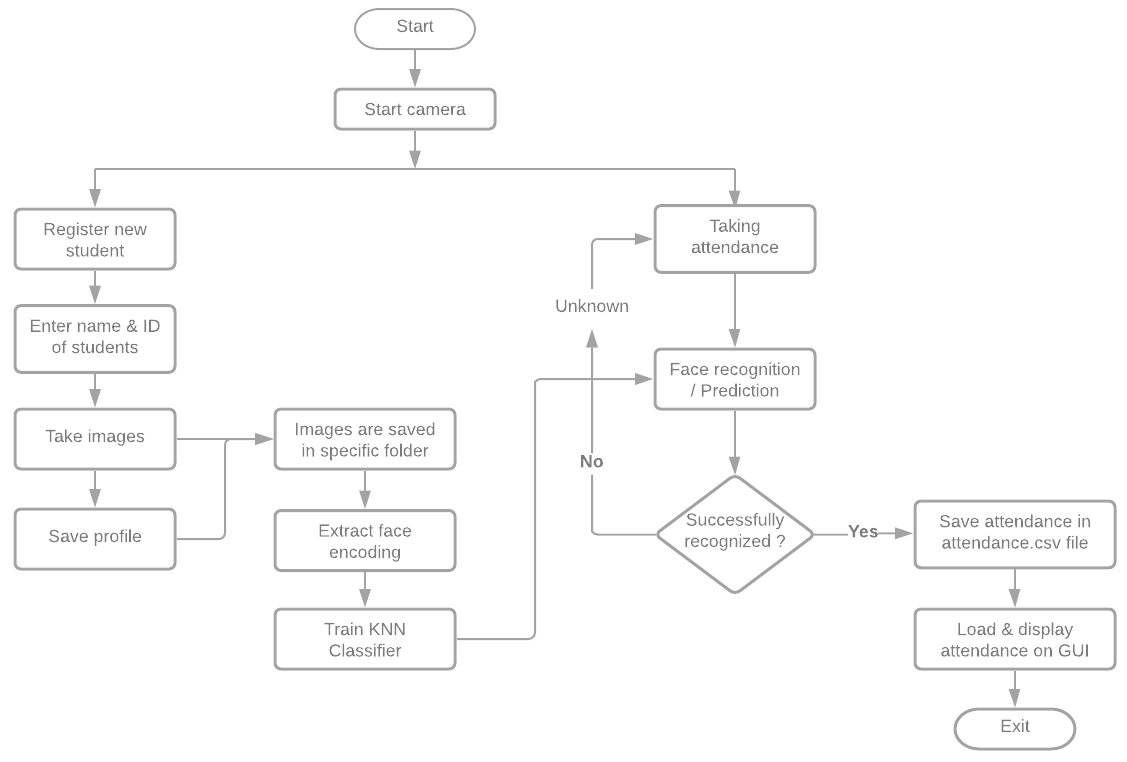 Start
Start camera
Register new
student
Enter name & ID
of students
Take images
Save profile
Images are saved
in specific folder
Extract face
encoding
Train KNN
Classifier
Taking
attendance
Unknown
Face recognition
/ Prediction
No
Successfully
recognized ?
Yes
Save attendance in
attendance.csv file
Load & display
attendance on GUI
Exit